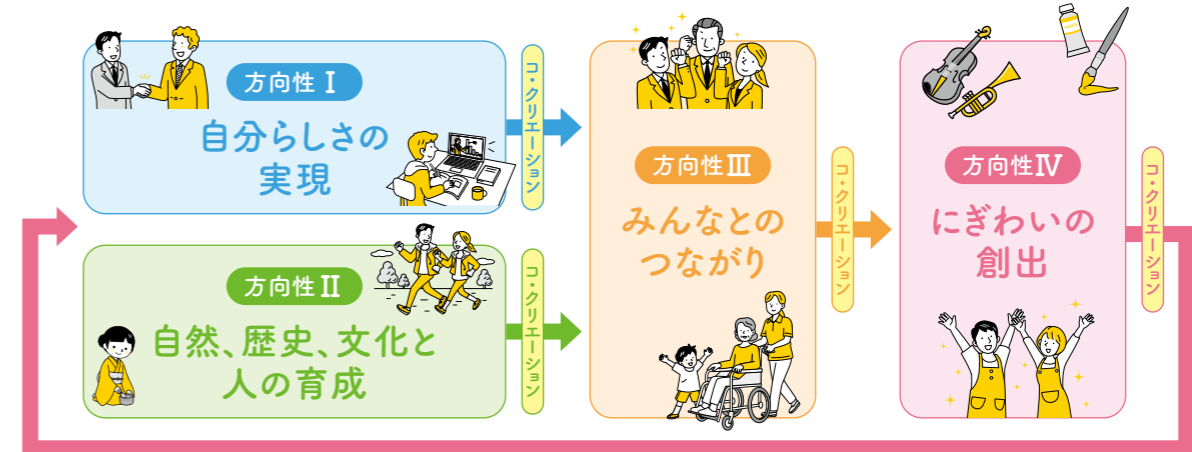 方向性Ⅰ
自分らしさの
実現
コ・クリエーション
方向性Ⅱ
自然、歴史、文化と
人の育成
コ・クリエーション
方向性Ⅲ
みんなとの
つながり
コ・クリエーション
方向性Ⅳ
にぎわいの
創出
コ・クリエーション